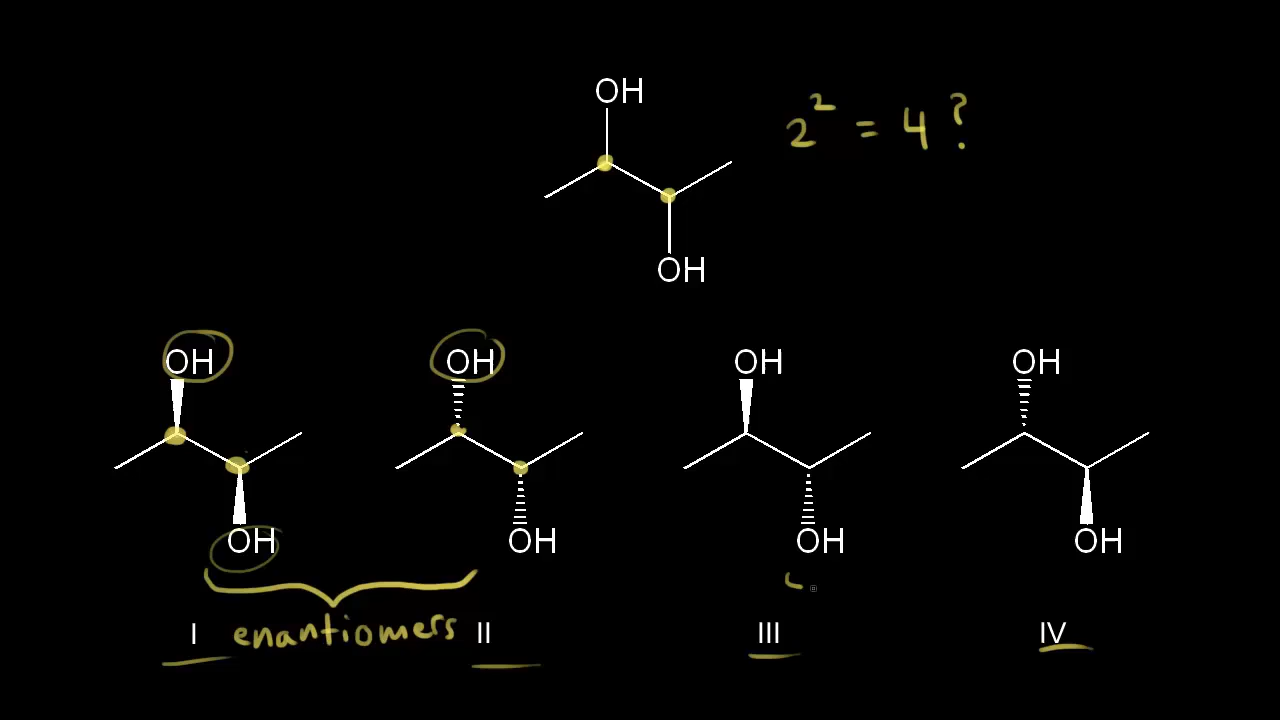 OH
2² = 4 ?
OH
OH OH OH OH
OH OH OH OH
I enantiomers II III IV